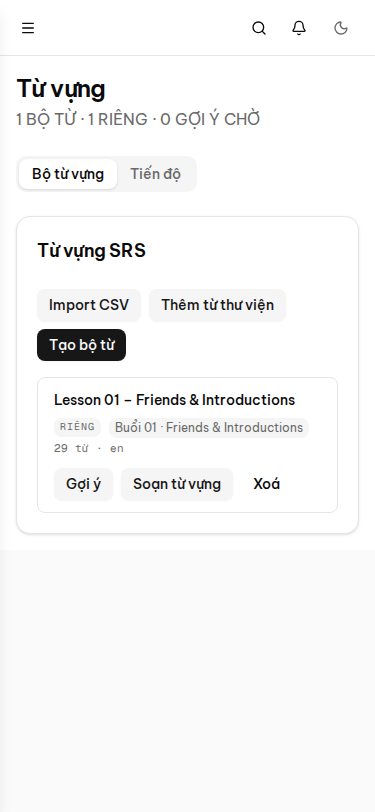 Từ vựng
1 BỘ TỪ · 1 RIÊNG · 0 GỢI Ý CHỜ
Bộ từ vựng Tiến độ
Từ vựng SRS
Import CSV Thêm từ thư viện
Tạo bộ từ
Lesson 01 – Friends & Introductions
RIÊNG Buổi 01 · Friends & Introductions
29 từ · en
Gợi ý Soạn từ vựng Xoá